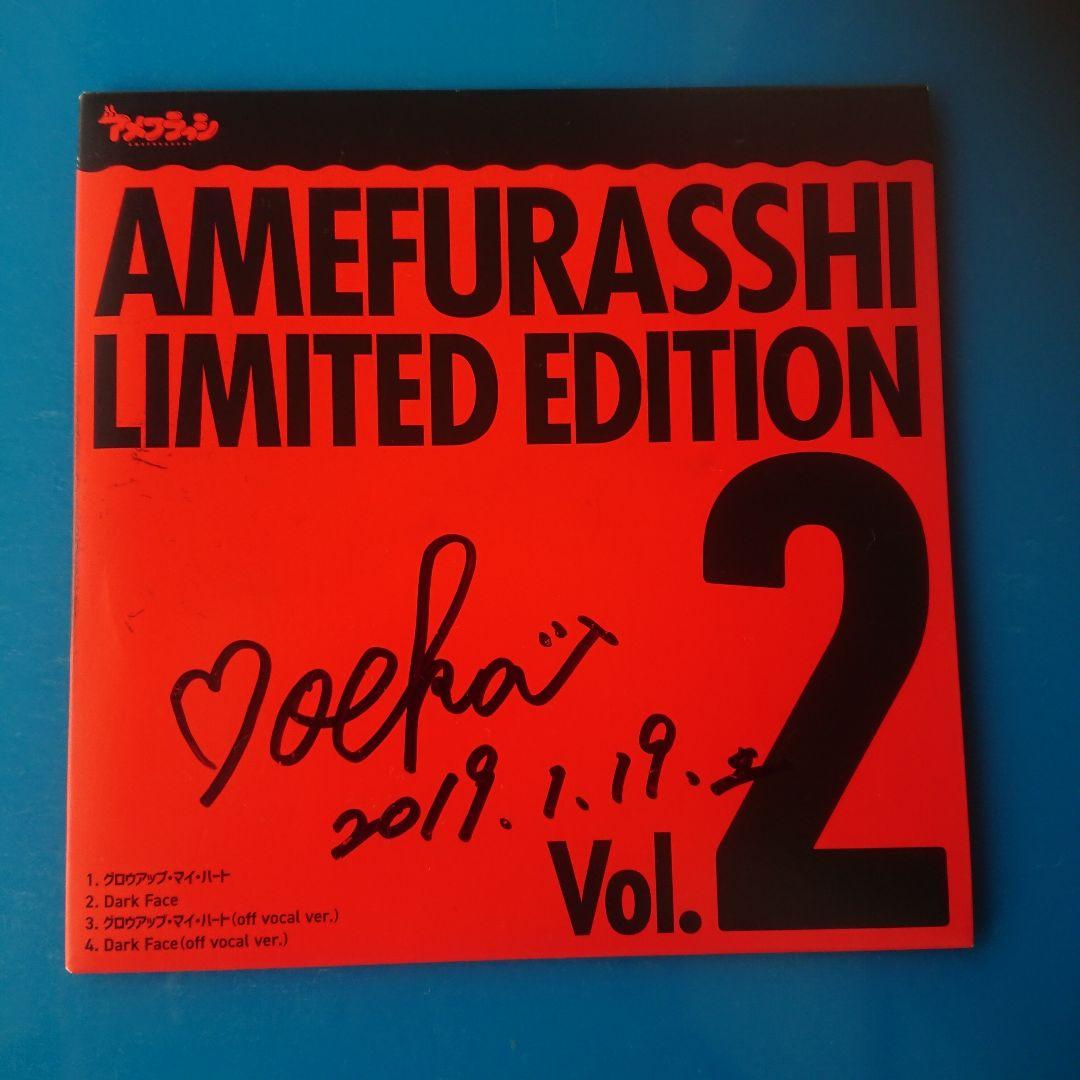 アメフラっシ
AMEFURASSHI
AMEFURASSHI
LIMITED EDITION
moeka
2019.1.19.土
Vol.2
1. グロウアップ・マイ・ハート
2. Dark Face
3. グロウアップ・マイ・ハート(off vocal ver.)
4. Dark Face(off vocal ver.)